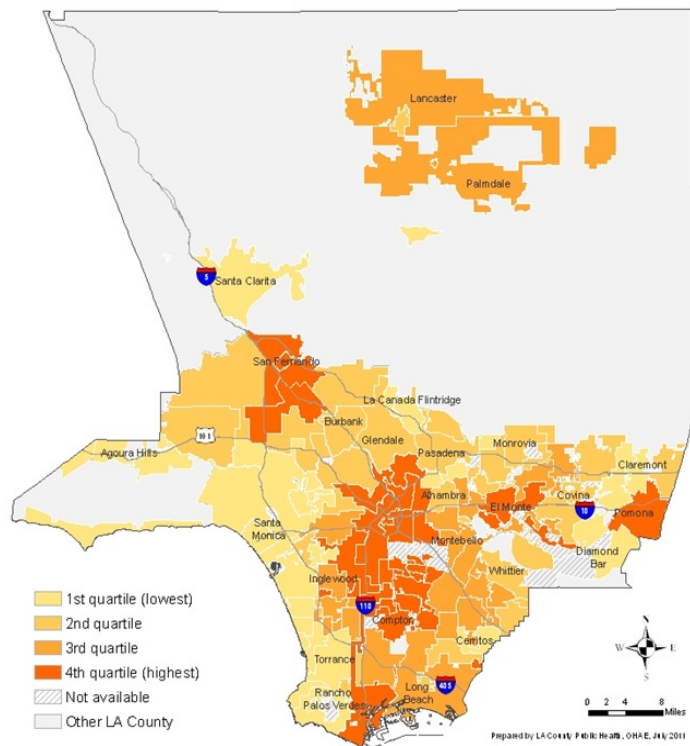 Lancaster
Palmdale
5
Santa Clarita
San Fernando
La Canada Flintridge
Burbank
101
Glendale
Monrovia
Agoura Hills
Pasadena
Claremont
Alhambra
Covina
El Monte
10
Pomona
Santa
Monica
Montebello
Diamond
Bar
Whittier
Inglewood
110
Compton
Cerritos
Torrance
Rancho
Palos Verdes
Long
Beach
405
1st quartile (lowest)
2nd quartile
3rd quartile
4th quartile (highest)
Not available
Other LA County
N
W
E
S
0 4 8
Miles
Prepared by LA County Public Health, OHAE, July 2011